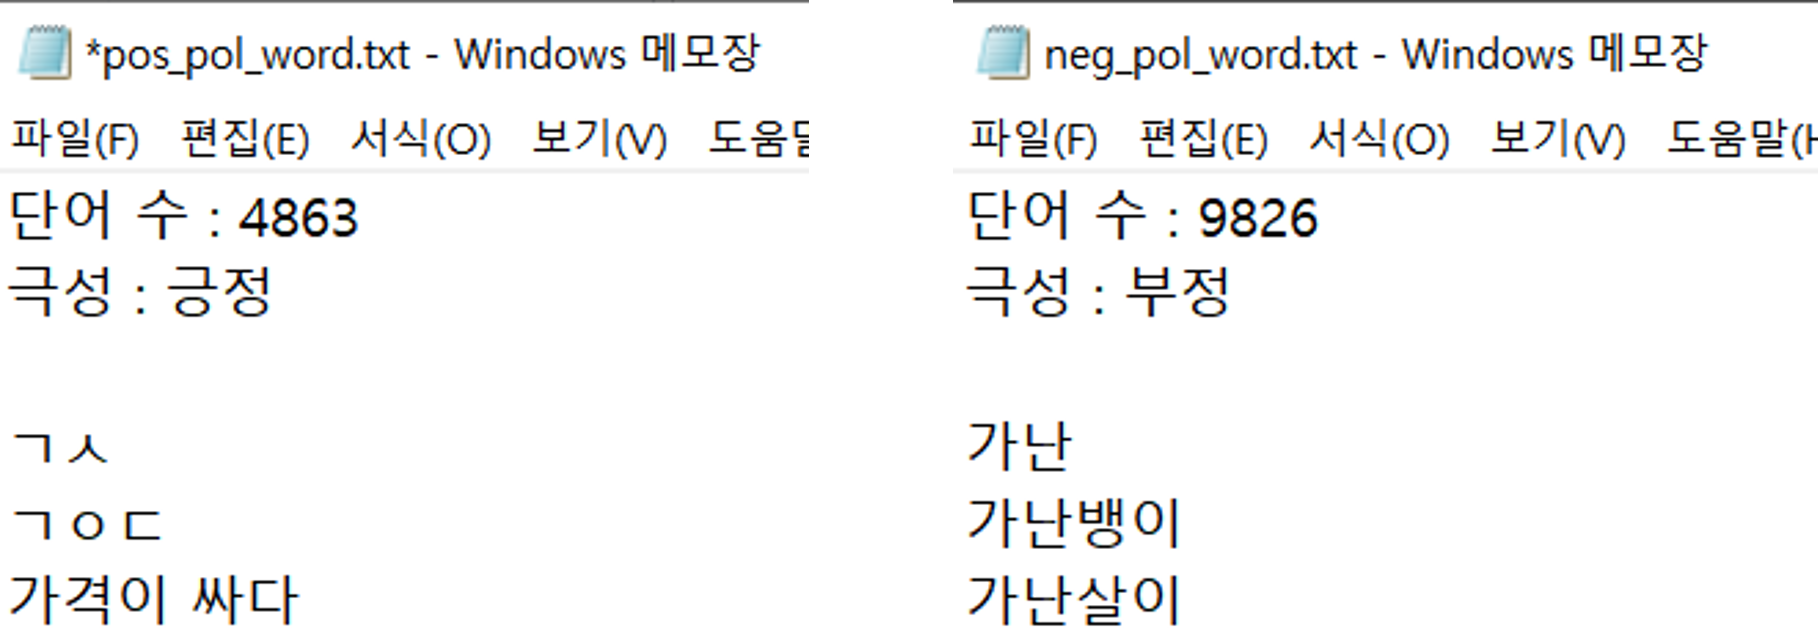 *pos_pol_word.txt - Windows 메모장
파일(F) 편집(E) 서식(O) 보기(V)
단어 수 : 4863
극성 : 긍정
ㄱㅅ
ㄱㅇㄷ
가격이 싸다
neg_pol_word.txt - Windows 메모장
파일(F) 편집(E) 서식(O) 보기(V) 도움말(H
단어 수 : 9826
극성 : 부정
가난
가난뱅이
가난살이